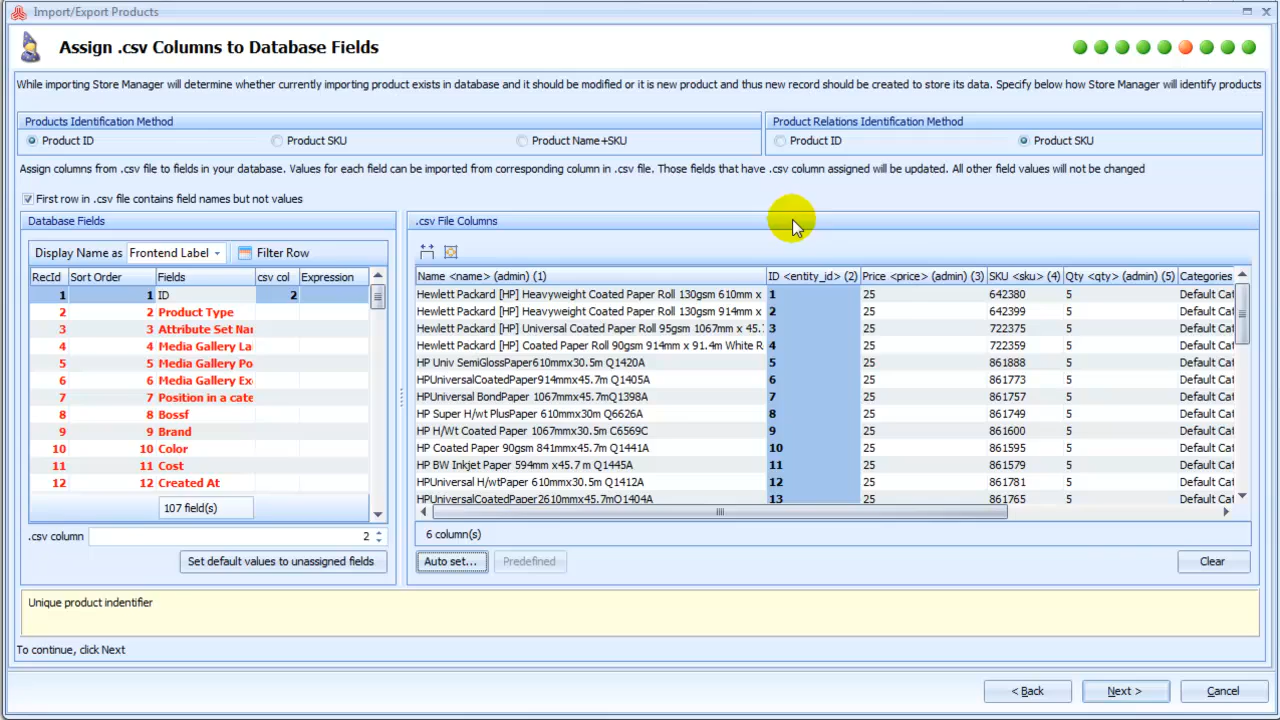 Import/Export Products
Assign .csv Columns to Database Fields
While importing Store Manager will determine whether currently importing product exists in database and it should be modified or it is new product and thus new record should be created to store its data. Specify below how Store Manager will identify products
Products Identification Method
Product Relations Identification Method
Product ID Product SKU Product Name+SKU Product ID Product SKU
Assign columns from .csv file to fields in your database. Values for each field can be imported from corresponding column in .csv file. Those fields that have .csv column assigned will be updated. All other field values will not be changed
First row in .csv file contains field names but not values
Database Fields
Display Name as Frontend Label Filter Row
RecId Sort Order Fields csv col Expression
1 1 ID 2
2 2 Product Type
3 3 Attribute Set Nar
4 4 Media Gallery La
5 5 Media Gallery Po
6 6 Media Gallery Ex
7 7 Position in a cate
8 8 Bossf
9 9 Brand
10 10 Color
11 11 Cost
12 12 Created At
107 field(s)
.csv column 2
Set default values to unassigned fields
.csv File Columns
Name <name> (admin) (1) ID <entity_id> (2) Price <price> (admin) (3) SKU <sku> (4) Qty <qty> (admin) (5) Categories
Hewlett Packard [HP] Heavyweight Coated Paper Roll 130gsm 610mm x 1 25 642380 5 Default Cat
Hewlett Packard [HP] Heavyweight Coated Paper Roll 130gsm 914mm x 2 25 642399 5 Default Cat
Hewlett Packard [HP] Universal Coated Paper Roll 95gsm 1067mm x 45. 3 25 722375 5 Default Cat
Hewlett Packard [HP] Coated Paper Roll 90gsm 914mm x 91.4m White R 4 25 722359 5 Default Cat
HP Univ SemiGlossPaper610mmx30.5m Q1420A 5 25 861888 5 Default Cat
HPUniversalCoatedPaper914mmx45.7m Q1405A 6 25 861773 5 Default Cat
HPUniversal BondPaper 1067mmx45.7mQ1398A 7 25 861757 5 Default Cat
HP Super H/wt PlusPaper 610mmx30m Q6626A 8 25 861749 5 Default Cat
HP H/Wt Coated Paper 1067mmx30.5m C6569C 9 25 861600 5 Default Cat
HP Coated Paper 90gsm 841mmx45.7m Q1441A 10 25 861595 5 Default Cat
HP BW Inkjet Paper 594mm x45.7 m Q1445A 11 25 861579 5 Default Cat
HPUniversal H/wtPaper 610mmx30.5m Q1412A 12 25 861781 5 Default Cat
HPUniversalCoatedPaper2610mmx45.7mQ1404A 13 25 861765 5 Default Cat
6 column(s)
Auto set... Predefined Clear
Unique product indentifier
To continue, click Next
< Back Next > Cancel